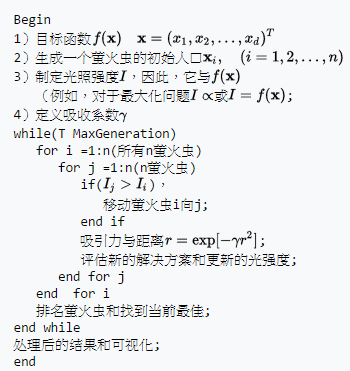 Begin
1) 目标函数f(x)  x = (x₁, x₂, . . . , x_d)^T
2) 生成一个萤火虫的初始人口x_i,  (i = 1, 2, . . . , n)
3) 制定光照强度I, 因此, 它与f(x)
(例如, 对于最大化问题I ∝或I = f(x);
4) 定义吸收系数γ
while(T MaxGeneration)
for i =1:n(所有n萤火虫)
for j =1:n(n萤火虫)
if(I_j > I_i),
移动萤火虫i向j;
end if
吸引力与距离r = exp[−γr²];
评估新的解决方案和更新的光强度;
end for j
end  for i
排名萤火虫和找到当前最佳;
end while
处理后的结果和可视化;
end